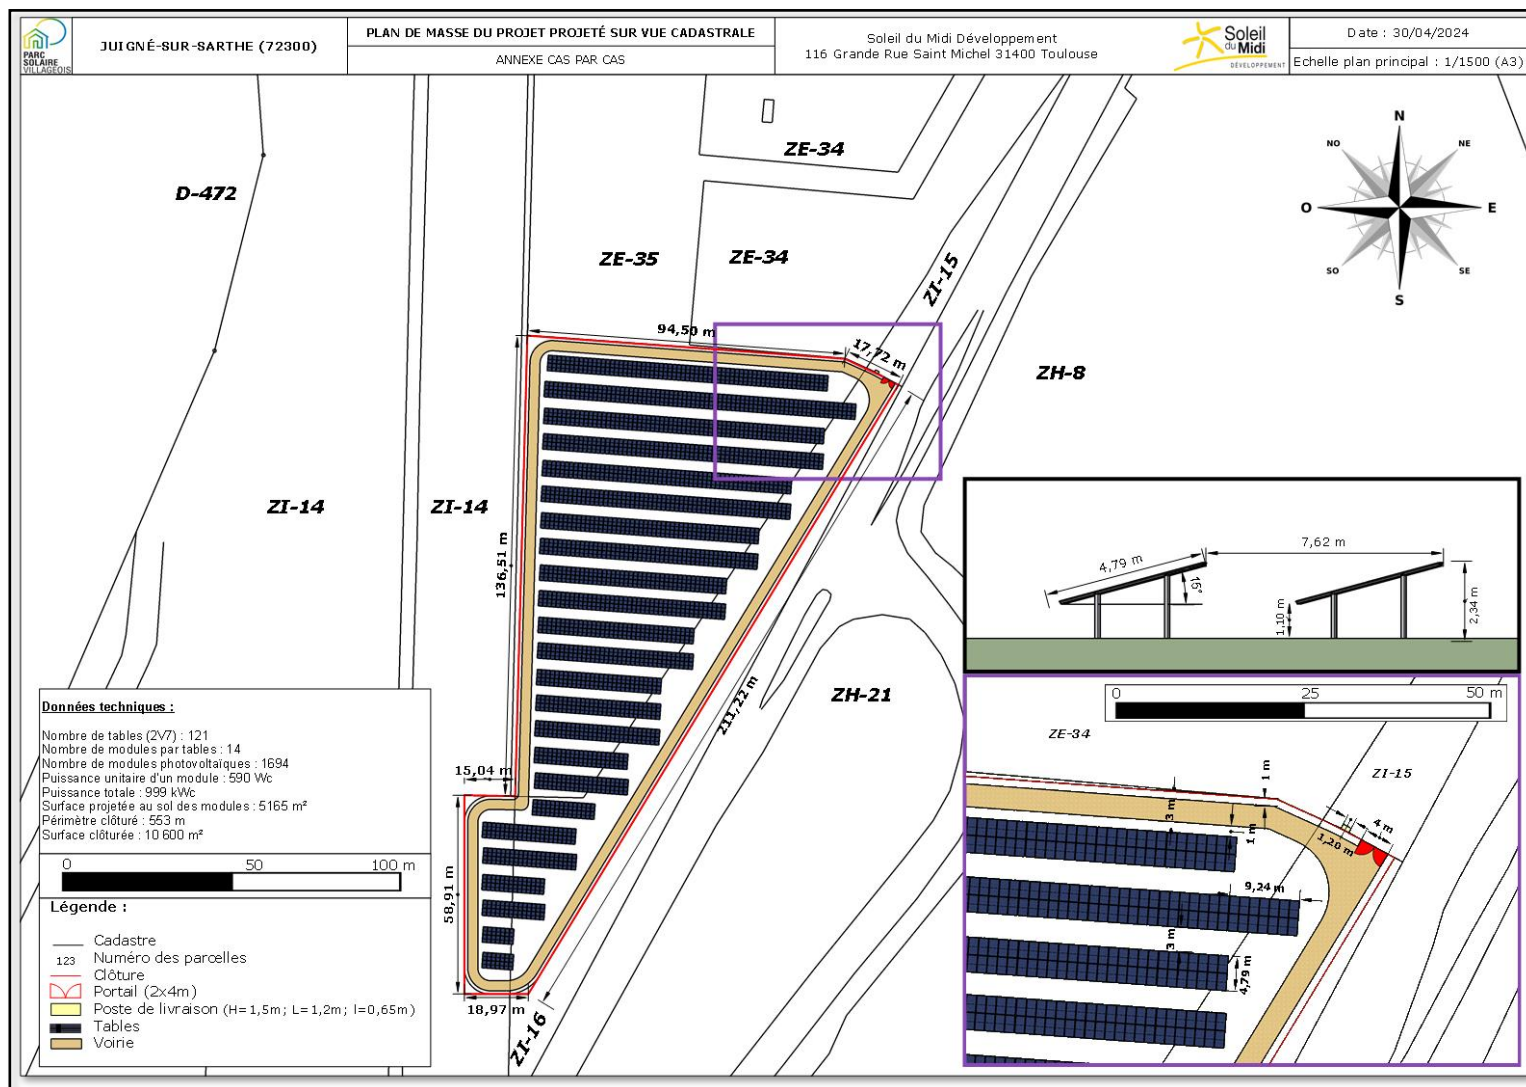 PARC
SOLAIRE
VILLAGEOIS
JUIGNÉ-SUR-SARTHE (72300)
PLAN DE MASSE DU PROJET PROJETÉ SUR VUE CADASTRALE
ANNEXE CAS PAR CAS
Soleil du Midi Développement
116 Grande Rue Saint Michel 31400 Toulouse
Soleil
du Midi
DÉVELOPPEMENT
Date : 30/04/2024
Echelle plan principal : 1/1500 (A3)
N
NO
NE
O
E
SO
SE
S
ZE-34
D-472
ZE-35
ZE-34
ZI-15
94,50 m
17,72 m
ZH-8
ZI-14
ZI-14
136,51 m
211,22 m
ZH-21
15,04 m
58,91 m
18,97 m
ZI-16
4,79 m
7,62 m
15°
1,10 m
2,34 m
0 25 50 m
ZE-34
ZI-15
1 m
3 m
1 m
1,20 m
4 m
9,24 m
3 m
4,79 m
Données techniques :
Nombre de tables (2V7) : 121
Nombre de modules par tables : 14
Nombre de modules photovoltaïques : 1694
Puissance unitaire d'un module : 590 Wc
Puissance totale : 999 kWc
Surface projetée au sol des modules : 5165 m²
Périmètre clôturé : 553 m
Surface clôturée : 10 600 m²
0 50 100 m
Légende :
Cadastre
123 Numéro des parcelles
Clôture
Portail (2x4m)
Poste de livraison (H=1,5m; L=1,2m; l=0,65m)
Tables
Voirie